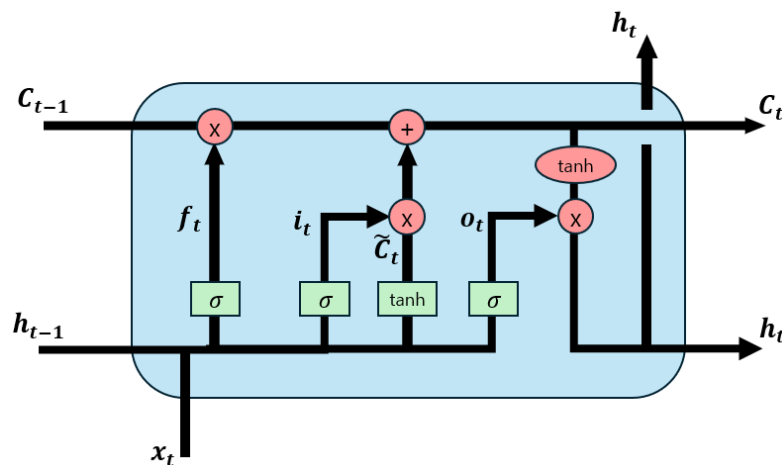 h_t
C_{t-1}
C_t
x
+
tanh
f_t
i_t
x
o_t
x
C̃_t
σ
σ
tanh
σ
h_{t-1}
h_t
x_t